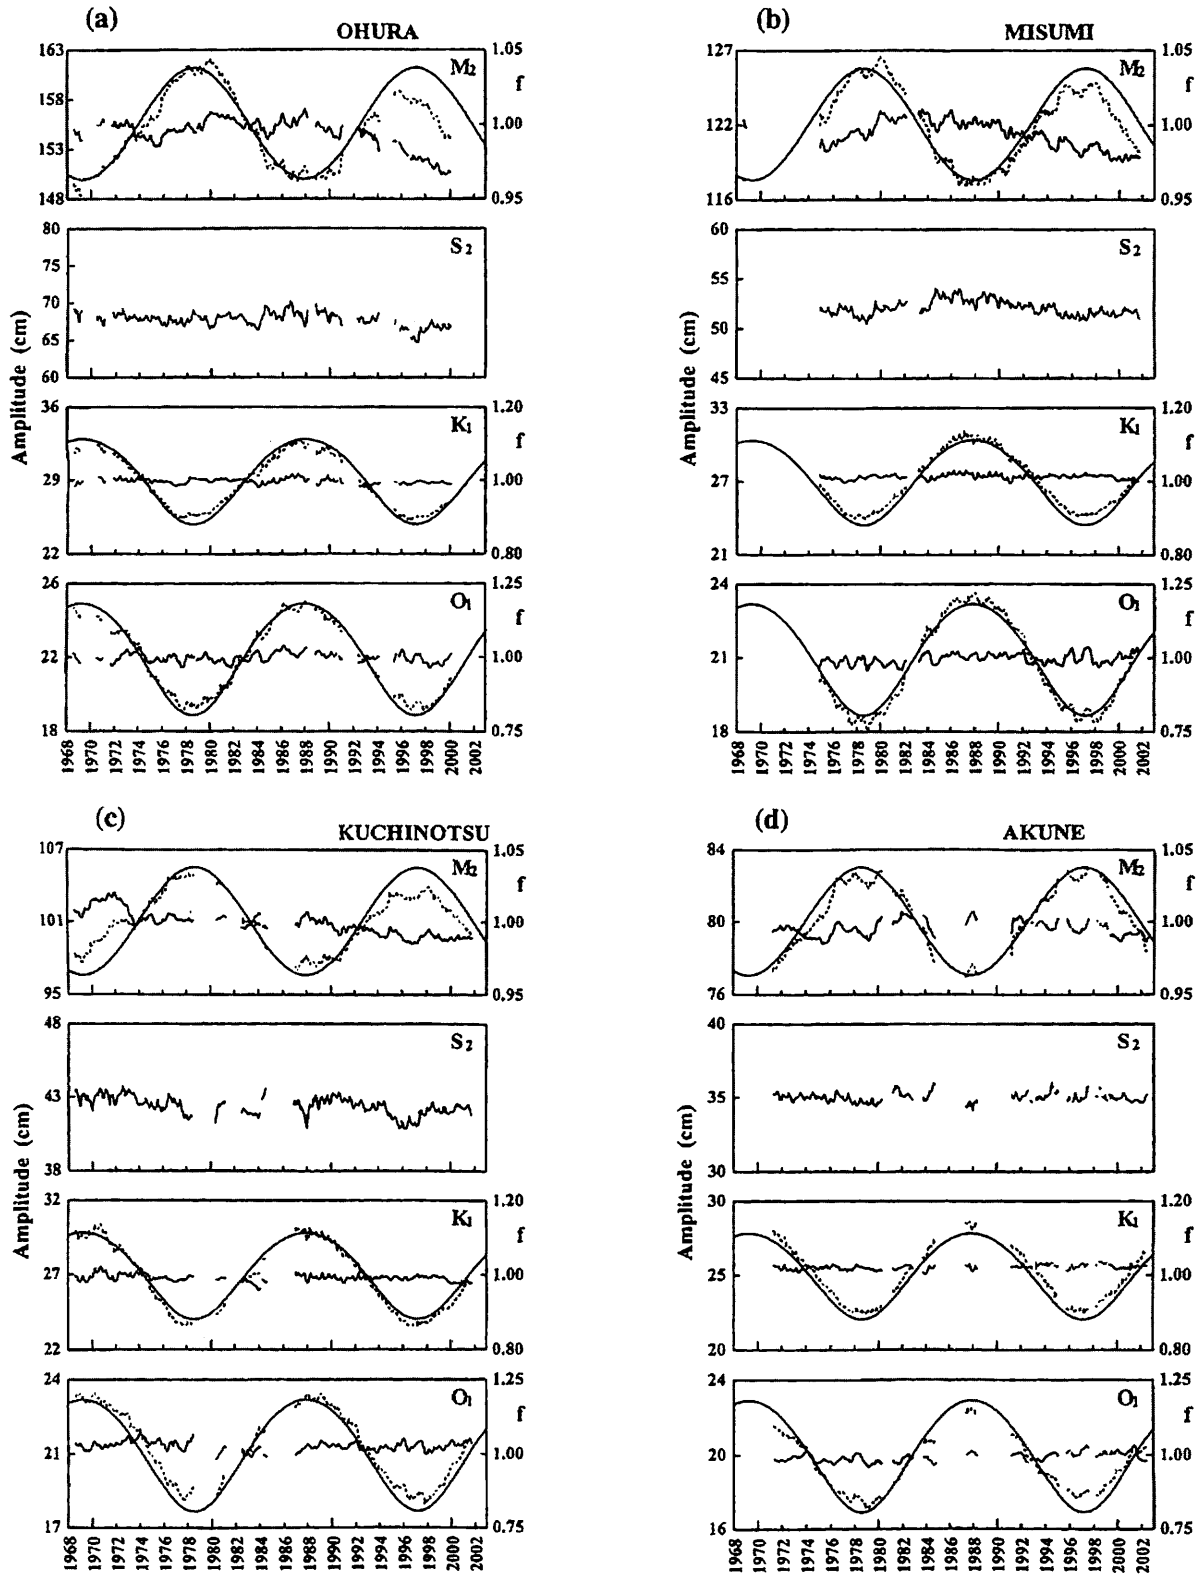 (a)
OHURA
163
158
153
148
M2
1.05
f
1.00
0.95
80
75
70
65
60
S2
Amplitude (cm)
36
29
22
K1
1.20
f
1.00
0.80
26
22
18
O1
1.25
f
1.00
0.75
1968 1970 1972 1974 1976 1978 1980 1982 1984 1986 1988 1990 1992 1994 1996 1998 2000 2002
(b)
MISUMI
127
122
116
M2
1.05
f
1.00
0.95
60
55
50
45
S2
Amplitude (cm)
33
27
21
K1
1.20
f
1.00
0.80
24
21
18
O1
1.25
f
1.00
0.75
1968 1970 1972 1974 1976 1978 1980 1982 1984 1986 1988 1990 1992 1994 1996 1998 2000 2002
(c)
KUCHINOTSU
107
101
95
M2
1.05
f
1.00
0.95
48
43
38
S2
Amplitude (cm)
32
27
22
K1
1.20
f
1.00
0.80
24
21
17
O1
1.25
f
1.00
0.75
1968 1970 1972 1974 1976 1978 1980 1982 1984 1986 1988 1990 1992 1994 1996 1998 2000 2002
(d)
AKUNE
84
80
76
M2
1.05
f
1.00
0.95
40
35
30
S2
Amplitude (cm)
30
25
20
K1
1.20
f
1.00
0.80
24
20
16
O1
1.25
f
1.00
0.75
1968 1970 1972 1974 1976 1978 1980 1982 1984 1986 1988 1990 1992 1994 1996 1998 2000 2002